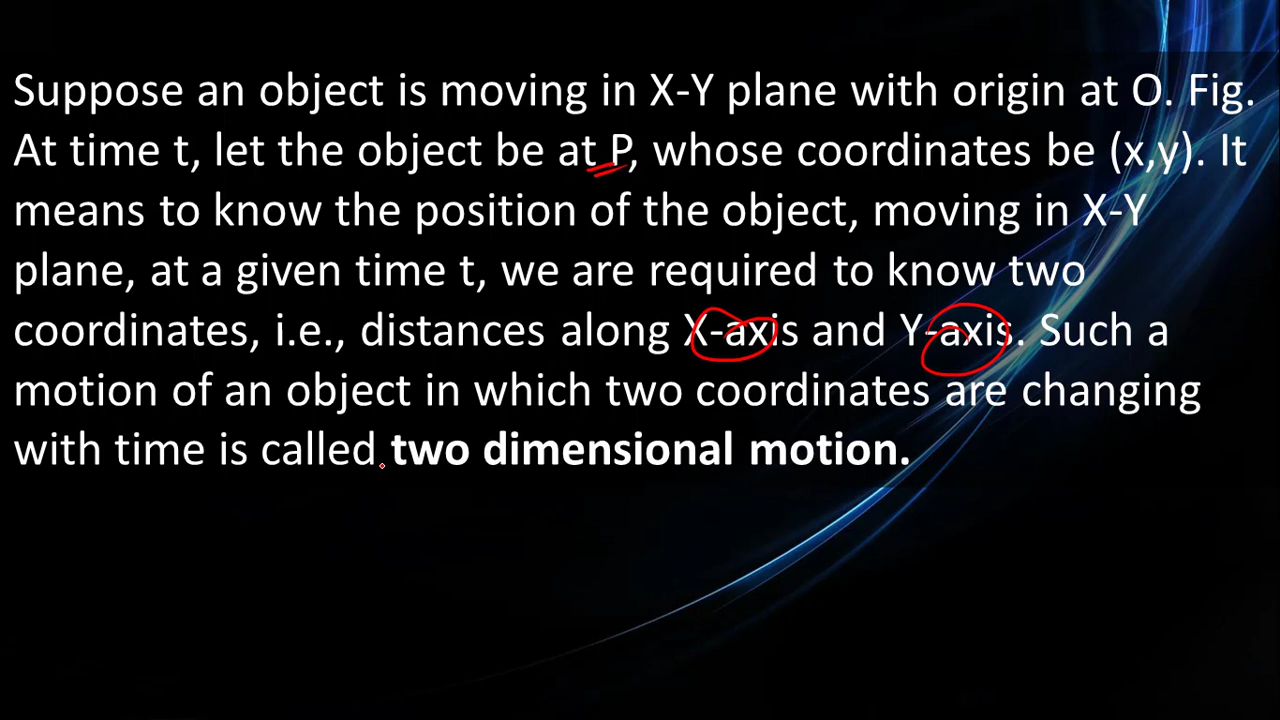 Suppose an object is moving in X-Y plane with origin at O. Fig.
At time t, let the object be at P, whose coordinates be (x,y). It
means to know the position of the object, moving in X-Y
plane, at a given time t, we are required to know two
coordinates, i.e., distances along X-axis and Y-axis. Such a
motion of an object in which two coordinates are changing
with time is called two dimensional motion.